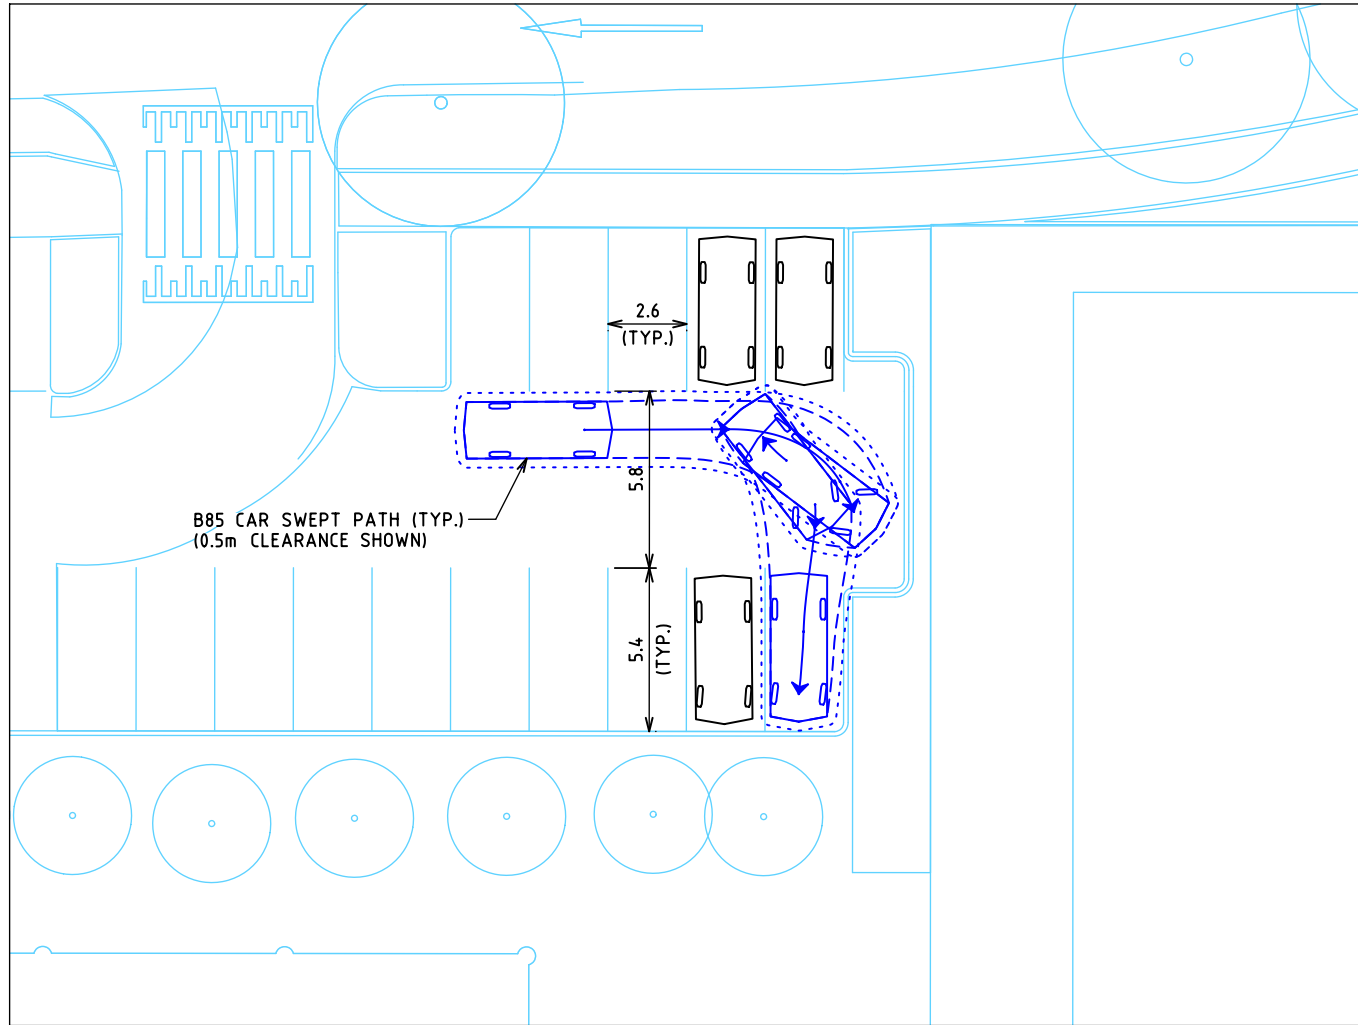 2.6
(TYP.)
5.8
B85 CAR SWEPT PATH (TYP.)
(0.5m CLEARANCE SHOWN)
5.4
(TYP.)